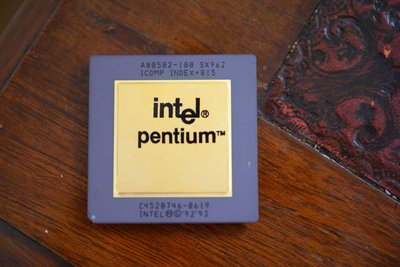 A80502-100 SX962
ICOMP INDEX=815
intel®
pentium™
C4520746-0619
INTEL Ⓜ©'92'93